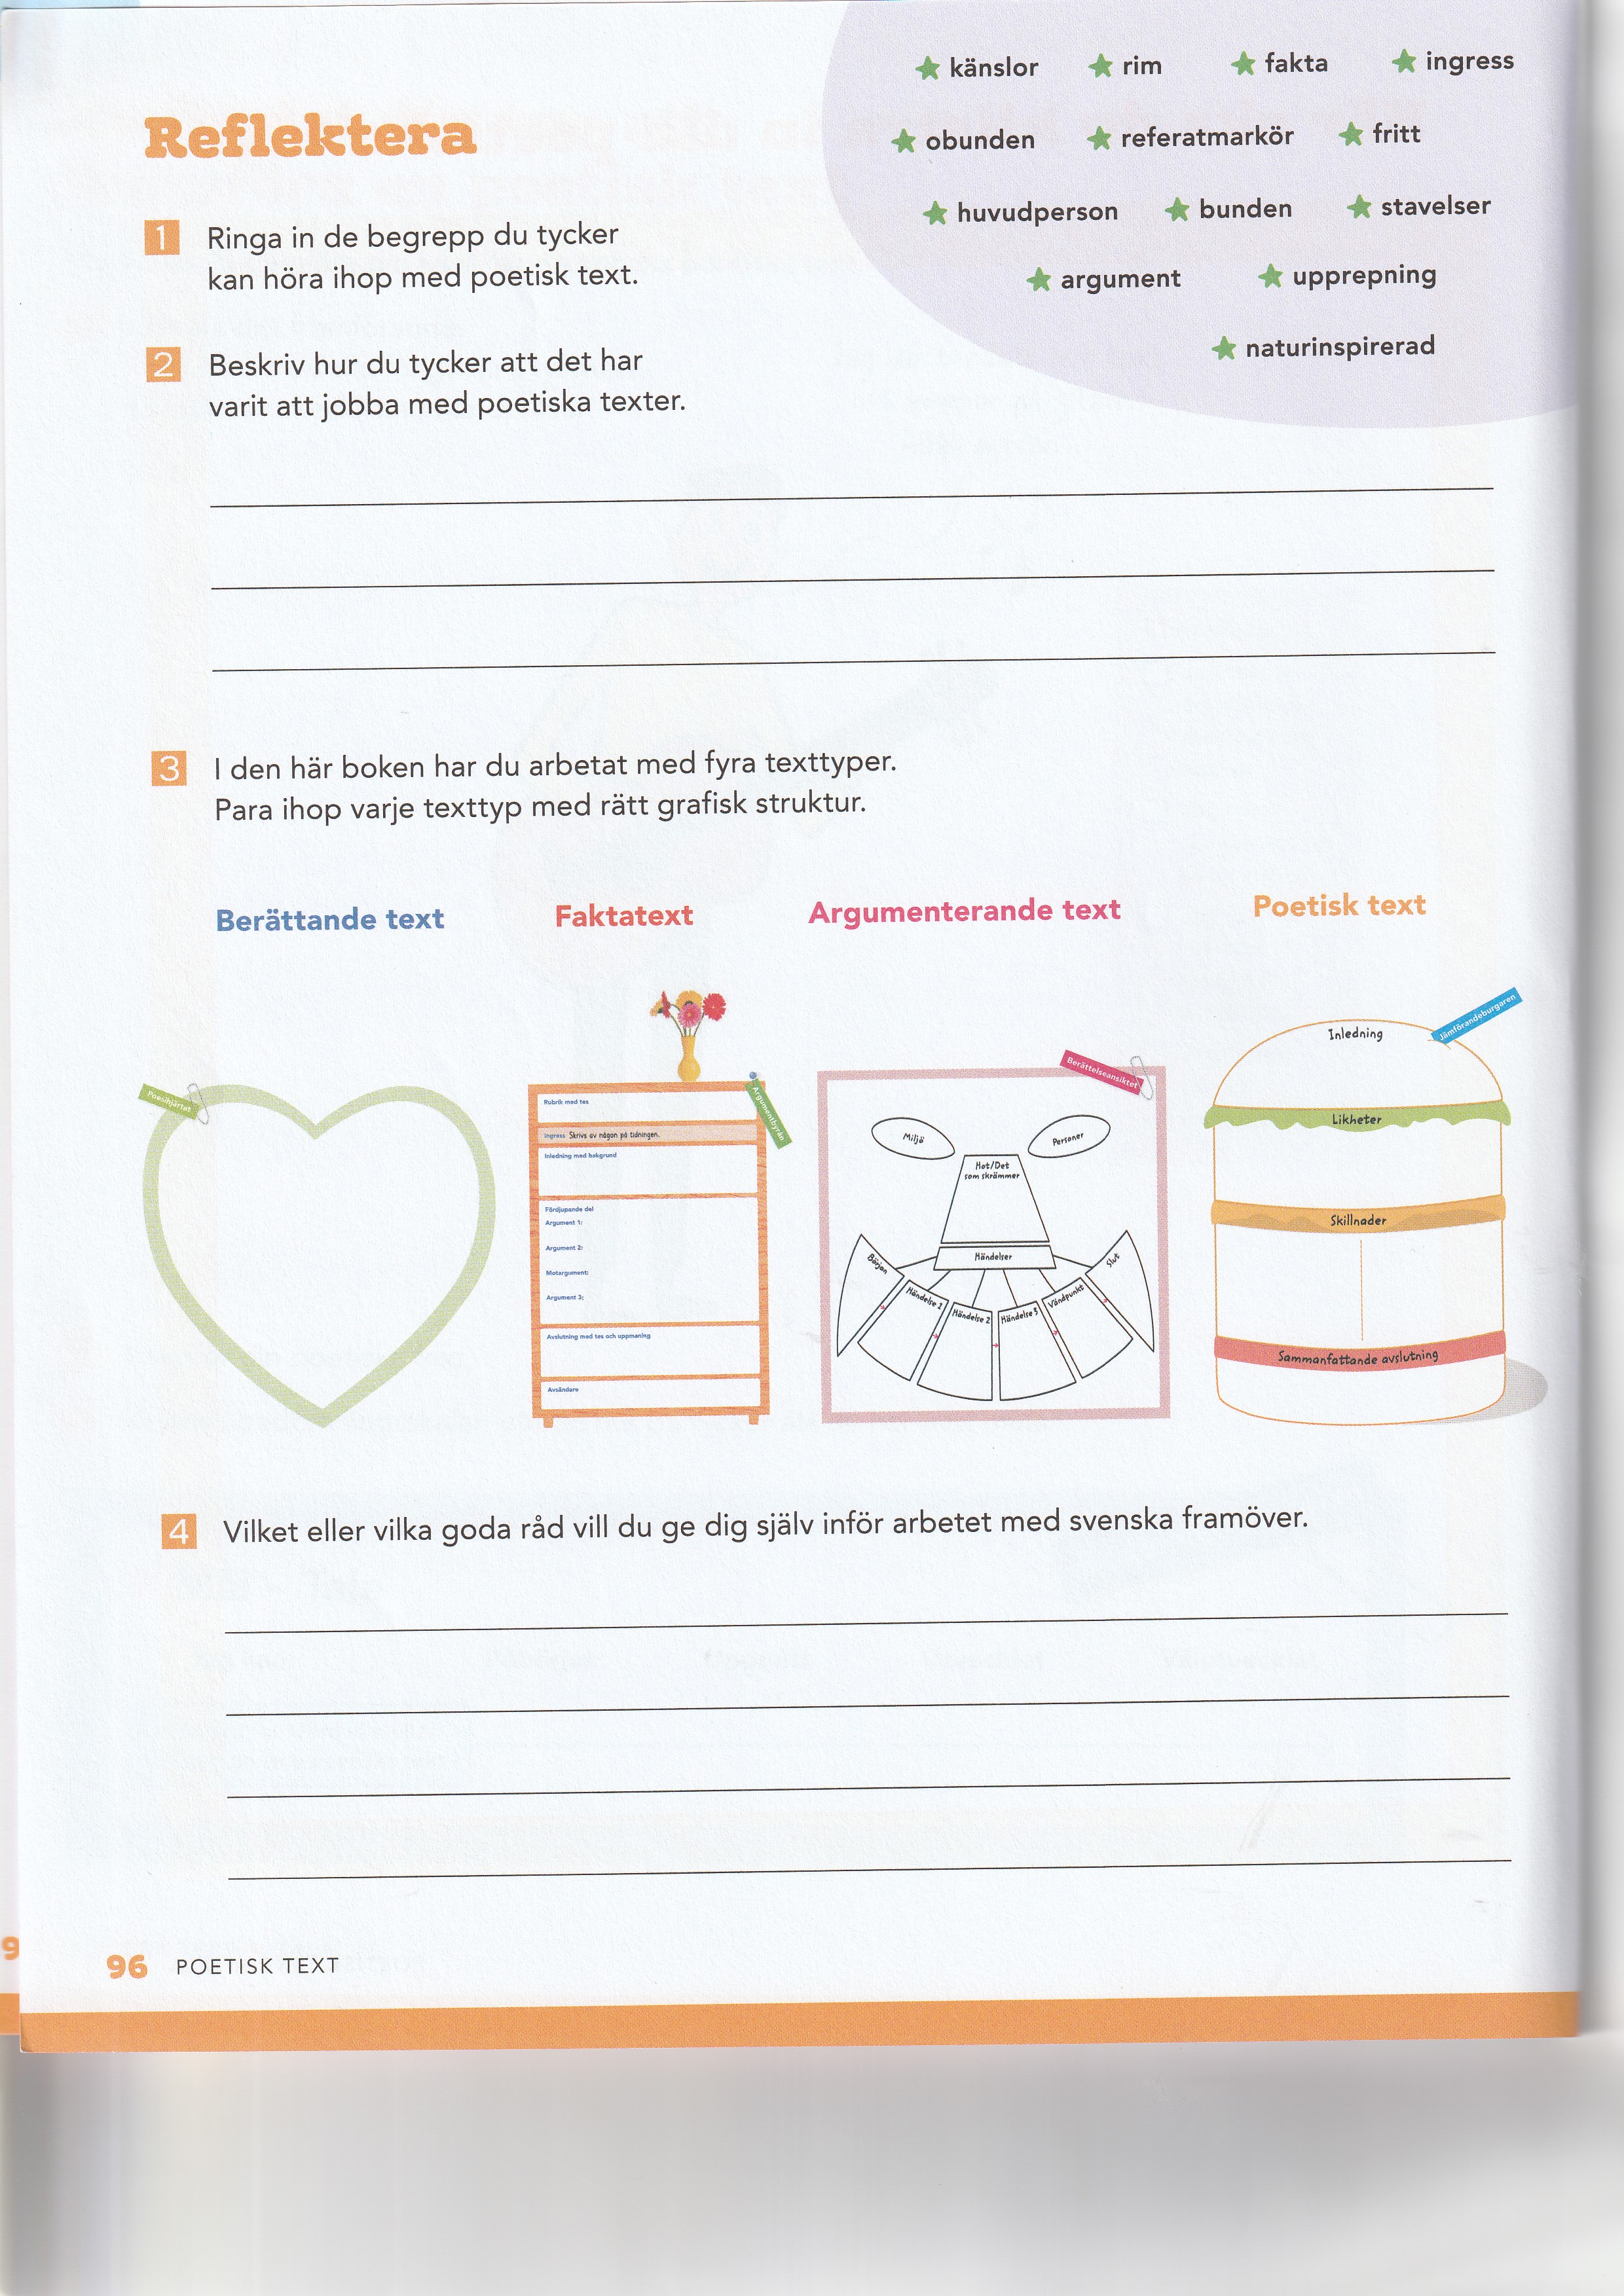 känslor rim fakta ingress
obunden referatmarkör fritt
huvudperson bunden stavelser
argument upprepning
naturinspirerad
Reflektera
1 Ringa in de begrepp du tycker
kan höra ihop med poetisk text.
2 Beskriv hur du tycker att det har
varit att jobba med poetiska texter.
3 I den här boken har du arbetat med fyra texttyper.
Para ihop varje texttyp med rätt grafisk struktur.
Berättande text Faktatext Argumenterande text Poetisk text
Poesihjärtat
Argumentbyrån
Rubrik med tes
Ingress Skrivs av någon på tidningen.
Inledning med bakgrund
Fördjupande del
Argument 1:
Argument 2:
Motargument:
Argument 3:
Avslutning med tes och uppmaning
Avsändare
Berättelseansiktet
Miljö
Personer
Hot/Det
som skrämmer
Händelser
Början
Händelse 1
Händelse 2
Händelse 3
Vändpunkt
Slut
Jämförandeburgaren
Inledning
Likheter
Skillnader
Sammanfattande avslutning
4 Vilket eller vilka goda råd vill du ge dig själv inför arbetet med svenska framöver.
96 POETISK TEXT
9